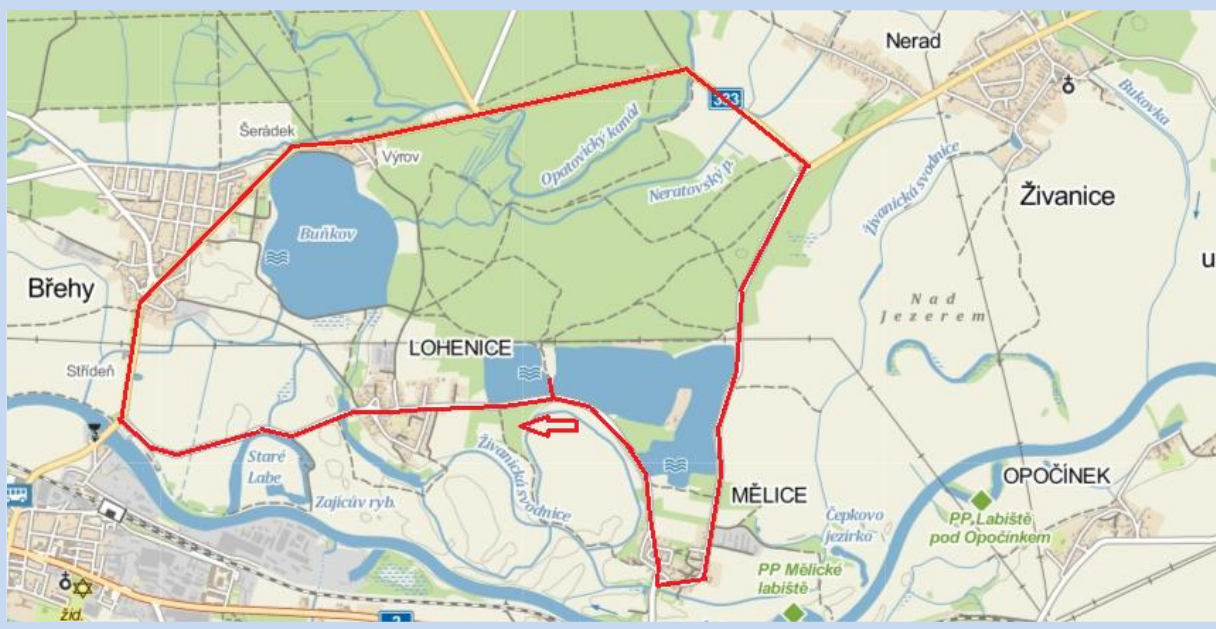 Nerad
333
Bukovka
Šerádek
Opatovický kanál
Výrov
Neratovský p.
Živanická svodnice
Živanice
Buňkov
u
Břehy
Nad
Jezerem
LOHENICE
Střídeň
Živanická
svodnice
Staré
Labe
Zajícův ryb.
MĚLICE
OPOČÍNEK
PP Labiště
pod Opočínkem
Čepkovo
jezírko
PP Mělické
labiště
žid.
2